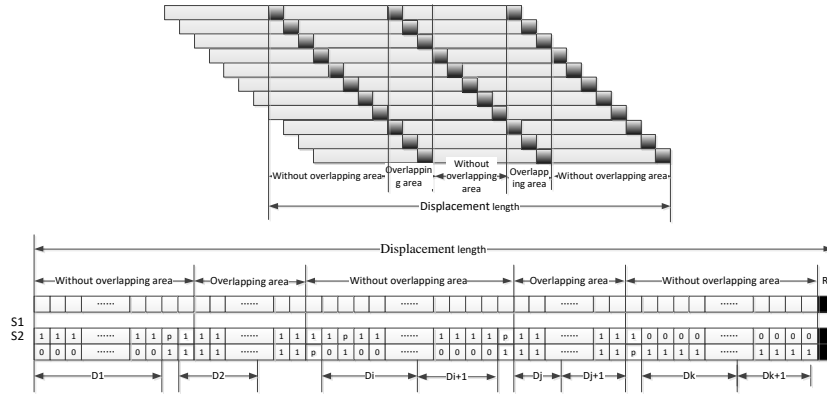 Without overlapping area Overlappin g area Without overlapping area Overlapp ing area Without overlapping area
Displacement length
Displacement length
Without overlapping area Overlapping area Without overlapping area Overlapping area Without overlapping area R
...... ...... ...... ...... ......
S1
S2
1 1 1 ...... 1 1 p 1 1 1 ...... 1 1 1 1 p 1 1 ...... 1 1 1 1 p 1 1 ...... 1 1 1 0 0 0 0 ...... 0 0 0 0
0 0 1 ...... 0 0 1 1 1 1 ...... 1 1 p 0 1 0 0 ...... 0 0 0 0 1 1 1 ...... 1 1 p 1 1 1 1 ...... 1 1 1 1
D1 D2 Di Di+1 Dj Dj+1 Dk Dk+1